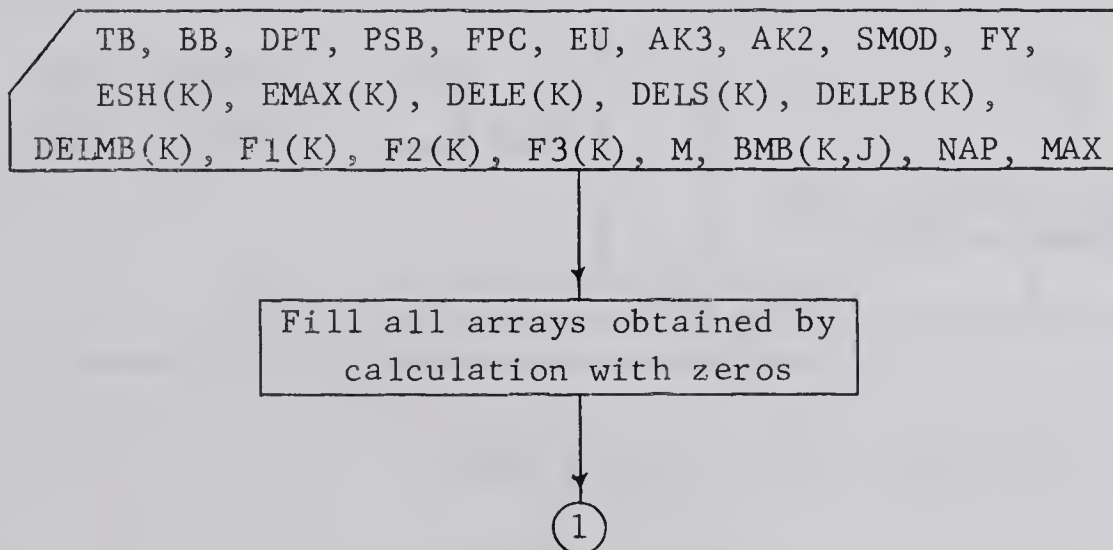 TB, BB, DPT, PSB, FPC, EU, AK3, AK2, SMOD, FY,
ESH(K), EMAX(K), DELE(K), DELS(K), DELPB(K),
DELMB(K), F1(K), F2(K), F3(K), M, BMB(K,J), NAP, MAX
Fill all arrays obtained by
calculation with zeros
1